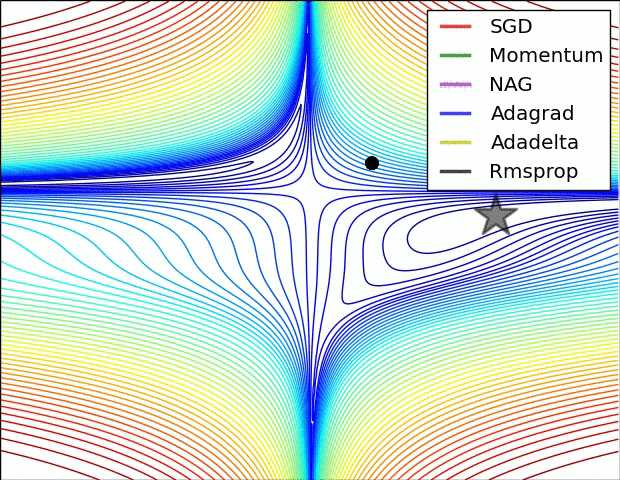 SGD
Momentum
NAG
Adagrad
Adadelta
Rmsprop